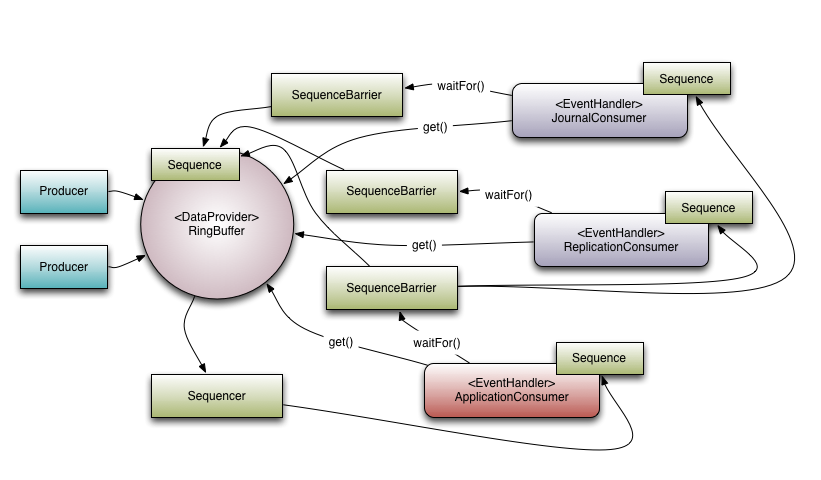 Sequence
SequenceBarrier
waitFor()
<EventHandler>
JournalConsumer
get()
Sequence
Producer
SequenceBarrier
waitFor()
Sequence
<DataProvider>
RingBuffer
<EventHandler>
ReplicationConsumer
get()
Producer
SequenceBarrier
get()
waitFor()
Sequence
<EventHandler>
ApplicationConsumer
Sequencer